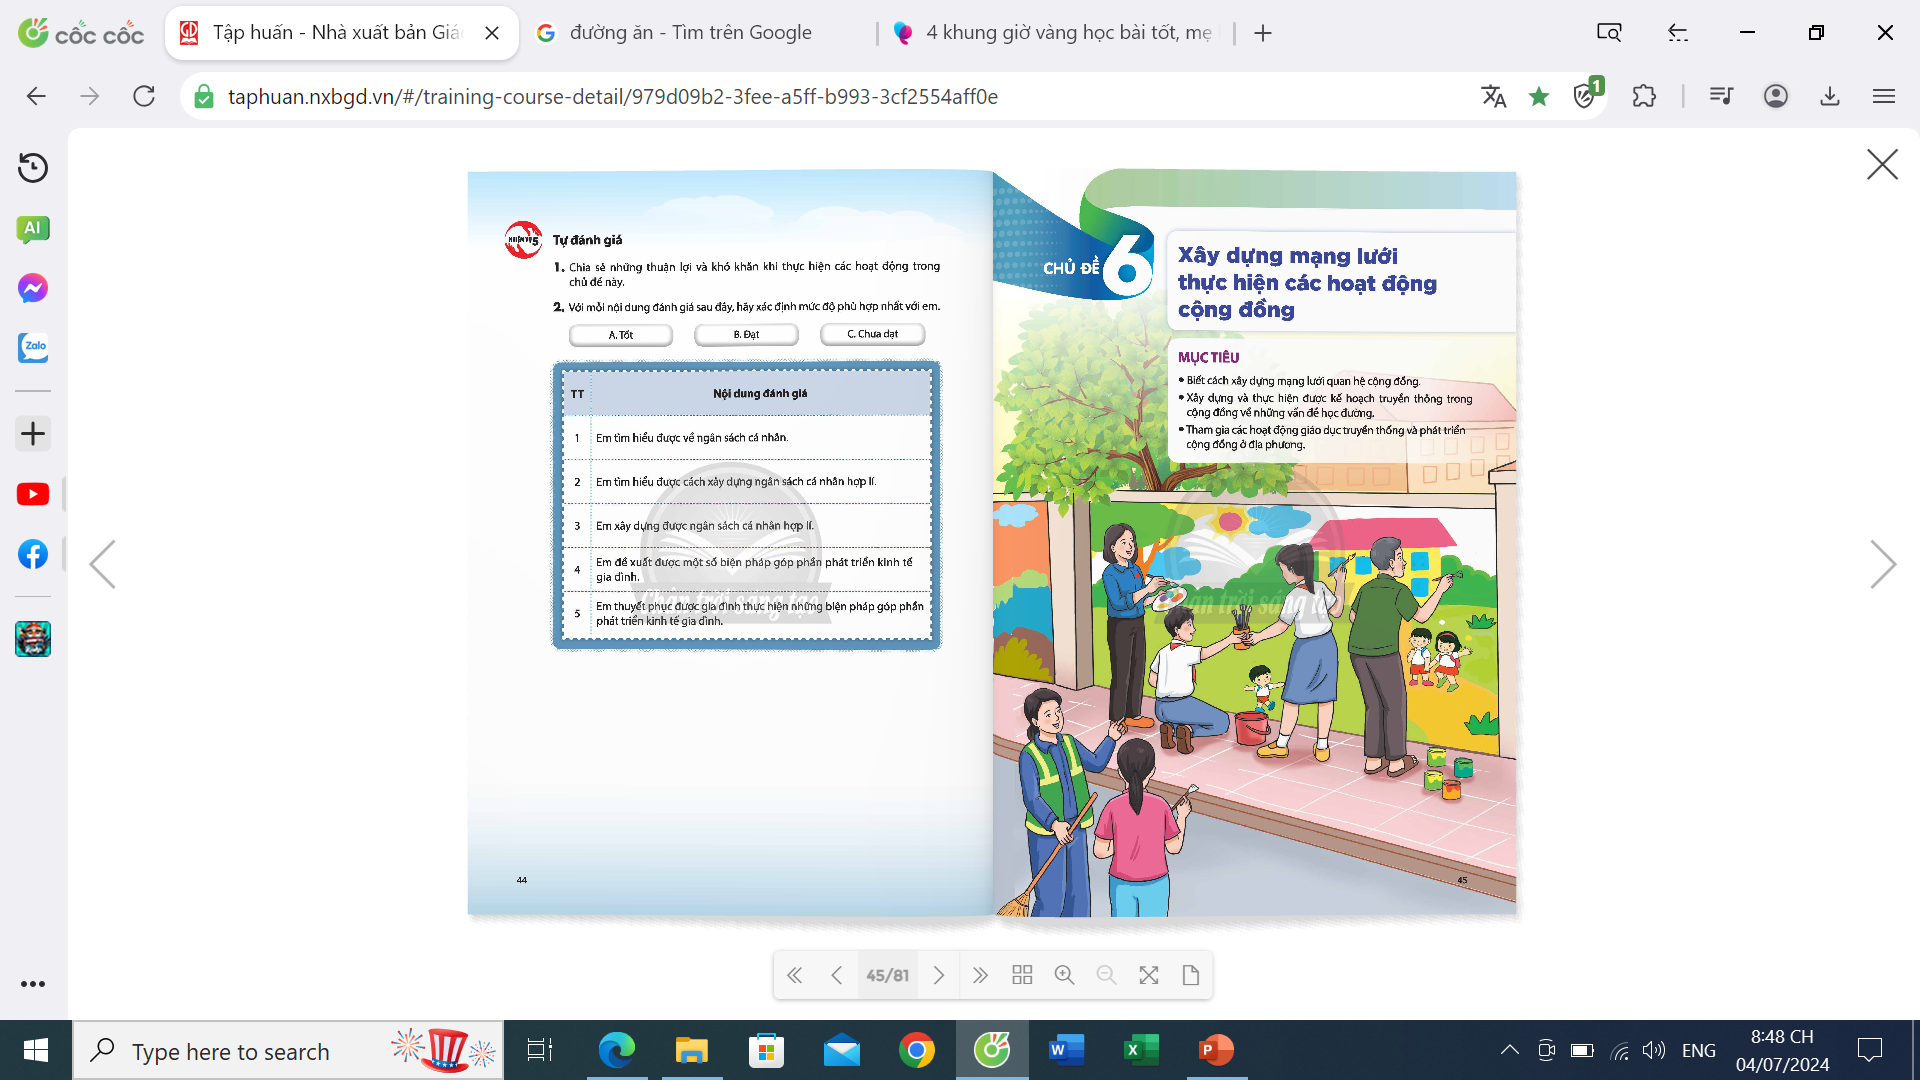 cốc cốc
Tập huấn - Nhà xuất bản Giáo
đường ăn - Tìm trên Google
4 khung giờ vàng học bài tốt, mẹ
taphuan.nxbgd.vn/#/training-course-detail/979d09b2-3fee-a5ff-b993-3cf2554aff0e
1
AI
Zalo
NHIỆM VỤ 5
Tự đánh giá
1. Chia sẻ những thuận lợi và khó khăn khi thực hiện các hoạt động trong
chủ đề này.
2. Với mỗi nội dung đánh giá sau đây, hãy xác định mức độ phù hợp nhất với em.
A. Tốt
B. Đạt
C. Chưa đạt
TT
Nội dung đánh giá
1 Em tìm hiểu được về ngân sách cá nhân.
2 Em tìm hiểu được cách xây dựng ngân sách cá nhân hợp lí.
3 Em xây dựng được ngân sách cá nhân hợp lí.
4 Em đề xuất được một số biện pháp góp phần phát triển kinh tế
gia đình.
5 Em thuyết phục được gia đình thực hiện những biện pháp góp phần
phát triển kinh tế gia đình.
Chân trời sáng tạo
44
CHỦ ĐỀ 6
Xây dựng mạng lưới
thực hiện các hoạt động
cộng đồng
MỤC TIÊU
• Biết cách xây dựng mạng lưới quan hệ cộng đồng.
• Xây dựng và thực hiện được kế hoạch truyền thông trong
cộng đồng về những vấn đề học đường.
• Tham gia các hoạt động giáo dục truyền thống và phát triển
cộng đồng ở địa phương.
45
45/81
Type here to search
ENG
8:48 CH
04/07/2024